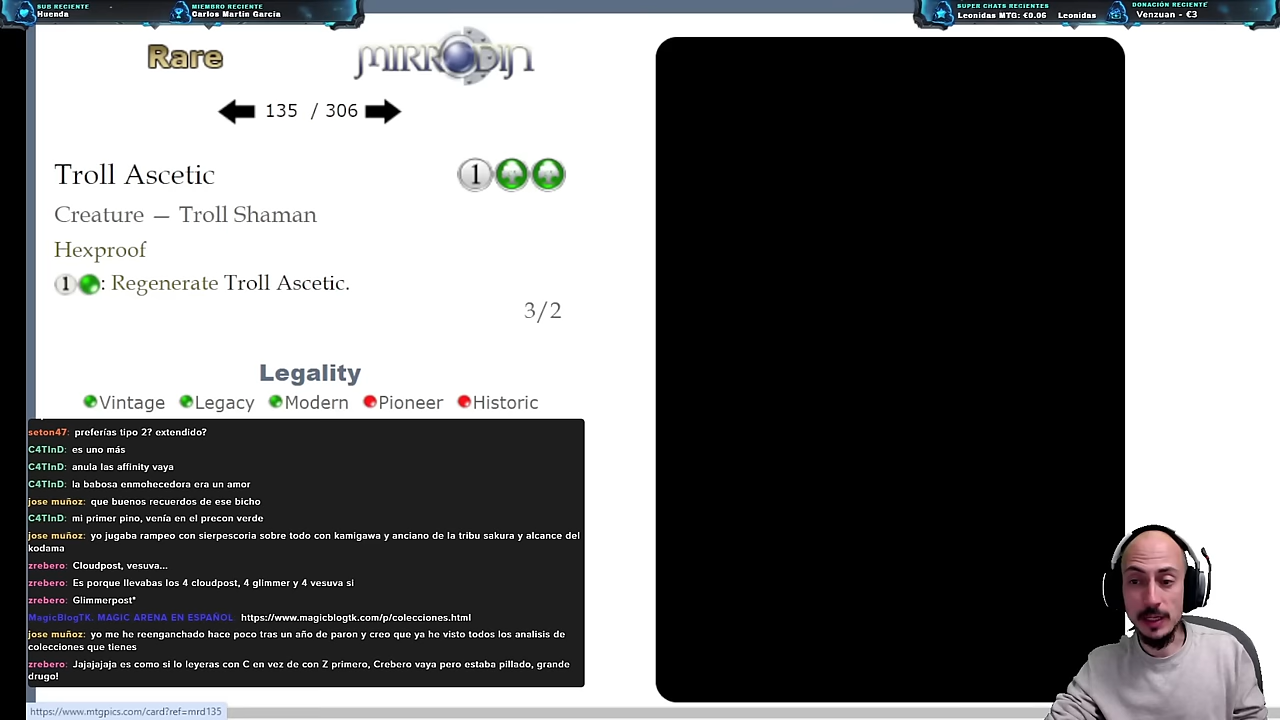 SUB RECIENTE
Huenda
MIEMBRO RECIENTE
Carlos Martin Garcia
SUPER CHATS RECIENTES
Leonidas MTG: €0.06 Leonidas
DONACIÓN RECIENTE
Venzuan - €3
Rare
MIRRODIN
135 / 306
Troll Ascetic
1
Creature — Troll Shaman
Hexproof
1 : Regenerate Troll Ascetic.
3/2
Legality
Vintage Legacy Modern Pioneer Historic
seton47: preferías tipo 2? extendido?
C4TInD: es uno más
C4TInD: anula las affinity vaya
C4TInD: la babosa enmohecedora era un amor
jose muñoz: que buenos recuerdos de ese bicho
C4TInD: mi primer pino, venía en el precon verde
jose muñoz: yo jugaba rampeo con sierpescoria sobre todo con kamigawa y anciano de la tribu sakura y alcance del
kodama
zrebero: Cloudpost, vesuva...
zrebero: Es porque llevabas los 4 cloudpost, 4 glimmer y 4 vesuva si
zrebero: Glimmerpost*
MagicBlogTK. MAGIC ARENA EN ESPAÑOL https://www.magicblogtk.com/p/colecciones.html
jose muñoz: yo me he reenganchado hace poco tras un año de paron y creo que ya he visto todos los analisis de
colecciones que tienes
zrebero: Jajajajaja es como si lo leyeras con C en vez de con Z primero, Crebero vaya pero estaba pillado, grande
drugo!
https://www.mtgpics.com/card?ref=mrd135